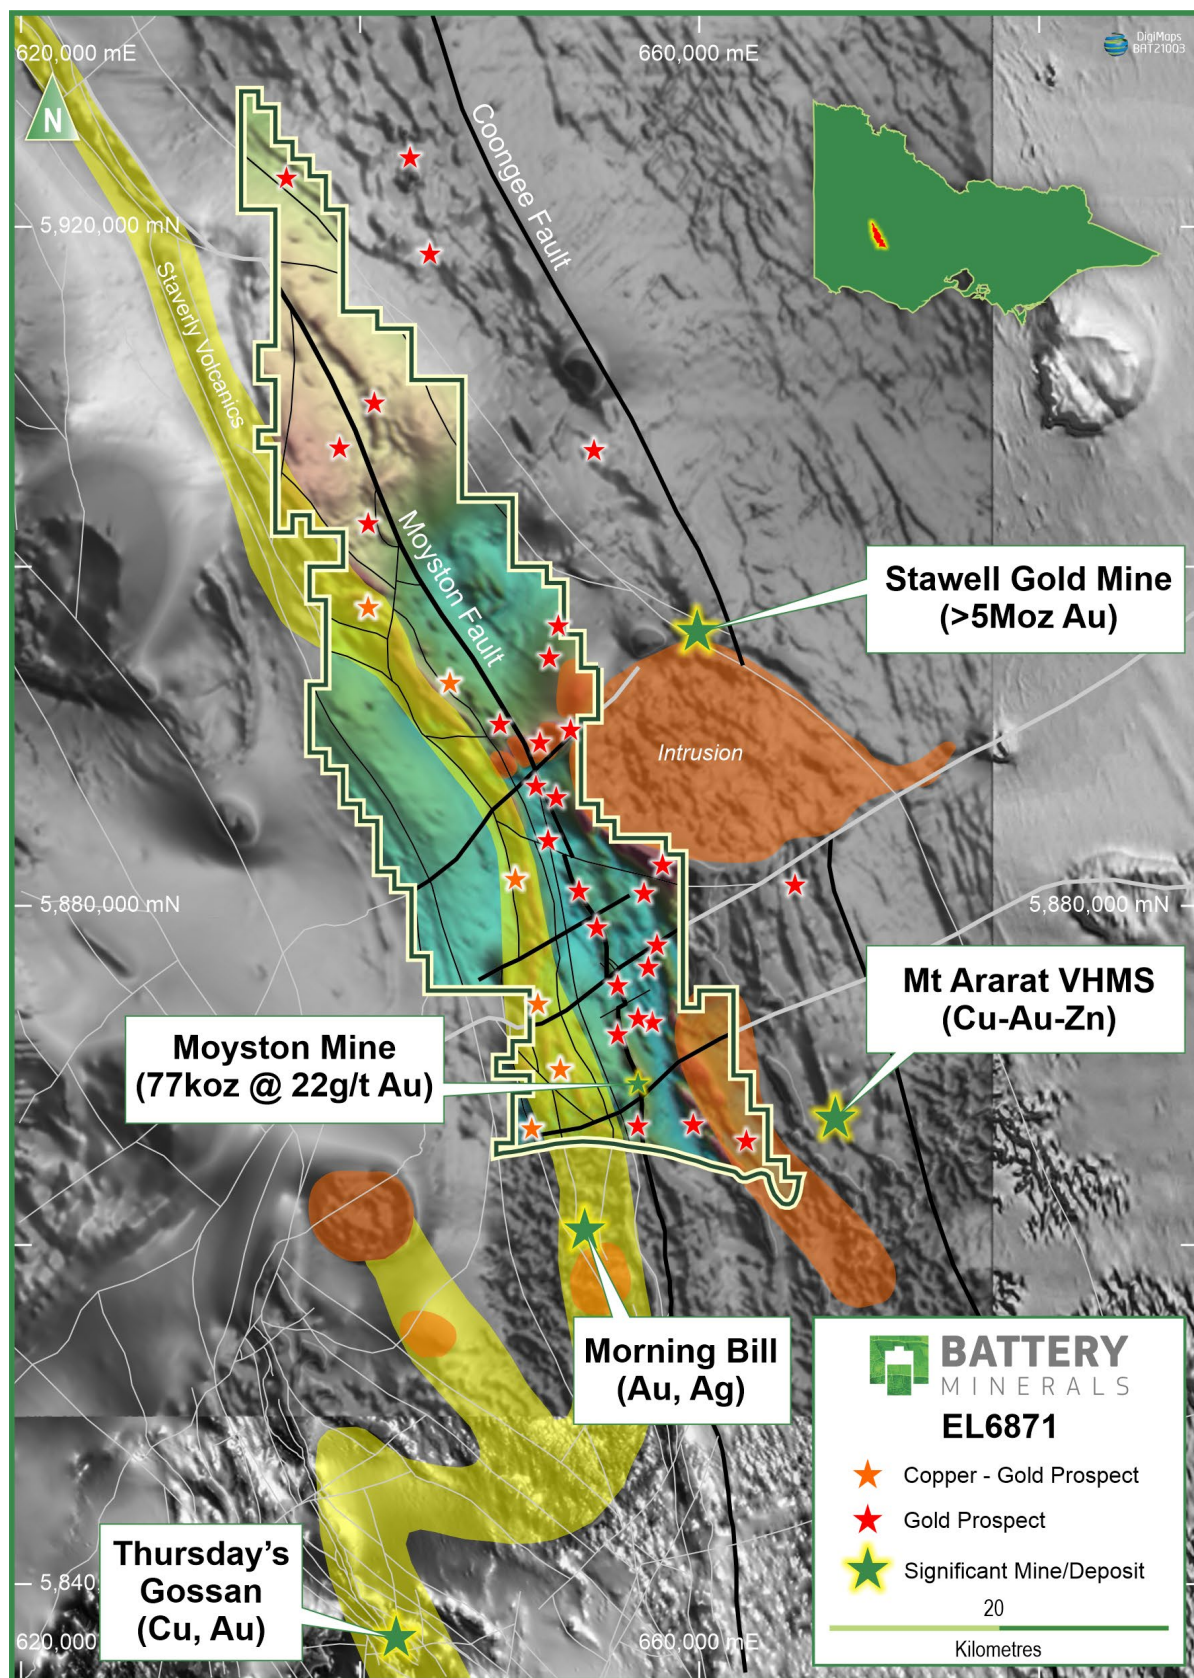 620,000 mE
660,000 mE
DigiMaps
BAT21003
N
Coongee Fault
5,920,000 mN
Staverly Volcanics
Moyston Fault
Stawell Gold Mine
(>5Moz Au)
Intrusion
5,880,000 mN
5,880,000 mN
Mt Ararat VHMS
(Cu-Au-Zn)
Moyston Mine
(77koz @ 22g/t Au)
Morning Bill
(Au, Ag)
BATTERY
MINERALS
EL6871
Copper - Gold Prospect
Gold Prospect
Significant Mine/Deposit
20
Kilometres
Thursday's
Gossan
(Cu, Au)
5,840,
620,000
660,000 mE